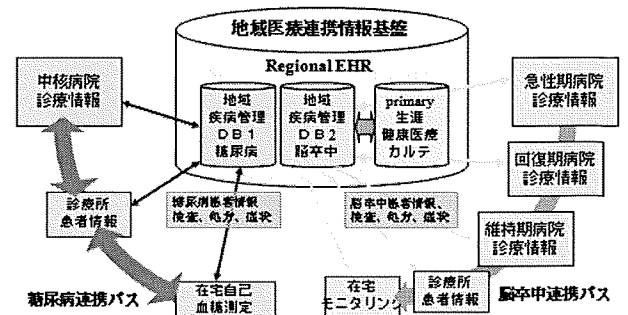 地域医療連携情報基盤
Regional EHR
中核病院
診療情報
地域
疾病管理
DB1
糖尿病
地域
疾病管理
DB2
脳卒中
primary
生涯
健康医療
カルテ
急性期病院
診療情報
回復期病院
診療情報
診療所
患者情報
糖尿病患者情報、
検査、処方、症状
脳卒中患者情報、
検査、処方、症状
維持期病院
診療情報
糖尿病連携パス
在宅自己
血糖測定
在宅
モニタリング
診療所
患者情報
脳卒中連携パス